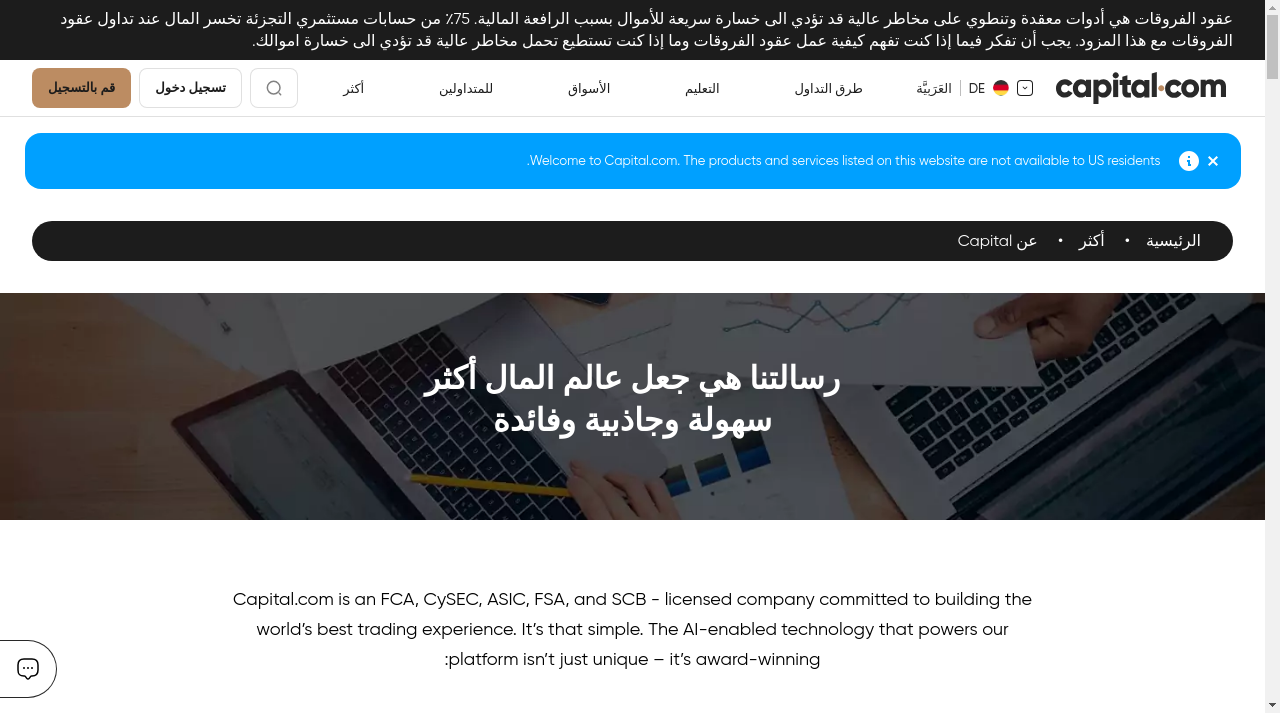 عقود الفروقات هي أدوات معقدة وتنطوي على مخاطر عالية قد تؤدي الى خسارة سريعة للأموال بسبب الرافعة المالية. 75٪ من حسابات مستثمري التجزئة تخسر المال عند تداول عقود
الفروقات مع هذا المزود. يجب أن تفكر فيما إذا كنت تفهم كيفية عمل عقود الفروقات وما إذا كنت تستطيع تحمل مخاطر عالية قد تؤدي الى خسارة اموالك.
capital.com
DE
العَرَبيَّة
طرق التداول
التعليم
الأسواق
للمتداولين
أكثر
تسجيل دخول
قم بالتسجيل
Welcome to Capital.com. The products and services listed on this website are not available to US residents.
الرئيسية • أكثر • عن Capital
رسالتنا هي جعل عالم المال أكثر
سهولة وجاذبية وفائدة
Capital.com is an FCA, CySEC, ASIC, FSA, and SCB - licensed company committed to building the
world’s best trading experience. It’s that simple. The AI-enabled technology that powers our
platform isn’t just unique – it’s award-winning: